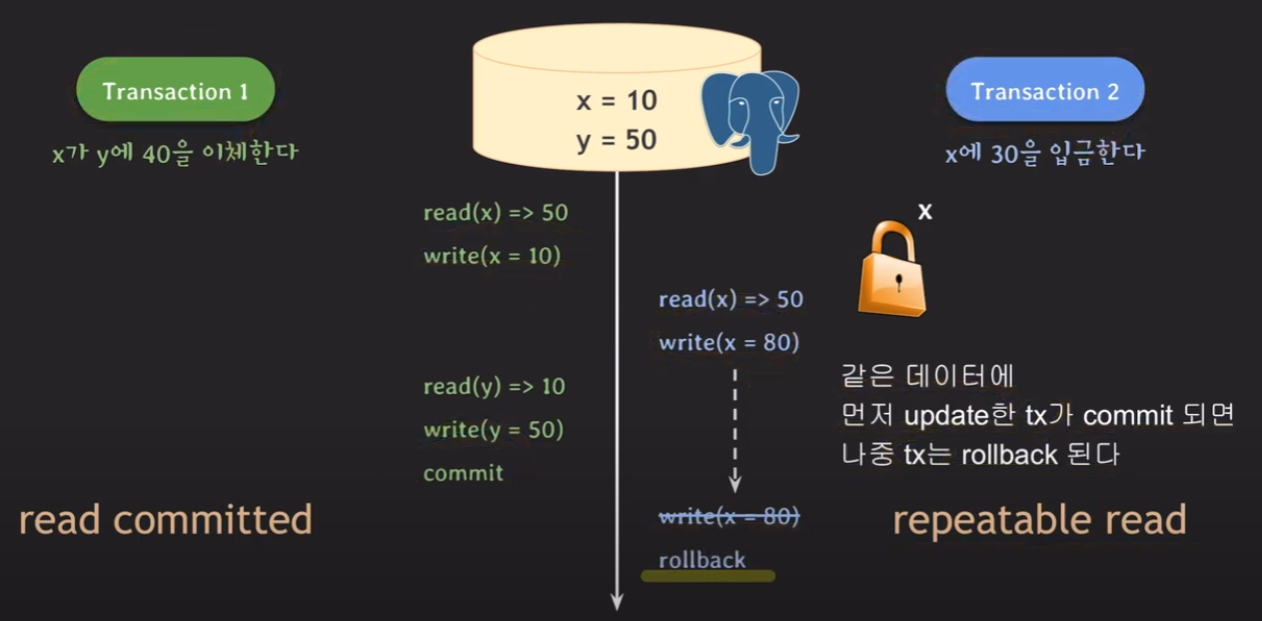 Transaction 1
x가 y에 40을 이체한다
x = 10
y = 50
Transaction 2
x에 30을 입금한다
read(x) => 50
write(x = 10)
x
read(x) => 50
write(x = 80)
read(y) => 10
write(y = 50)
commit
같은 데이터에
먼저 update한 tx가 commit 되면
나중 tx는 rollback 된다
write(x = 80)
rollback
read committed
repeatable read